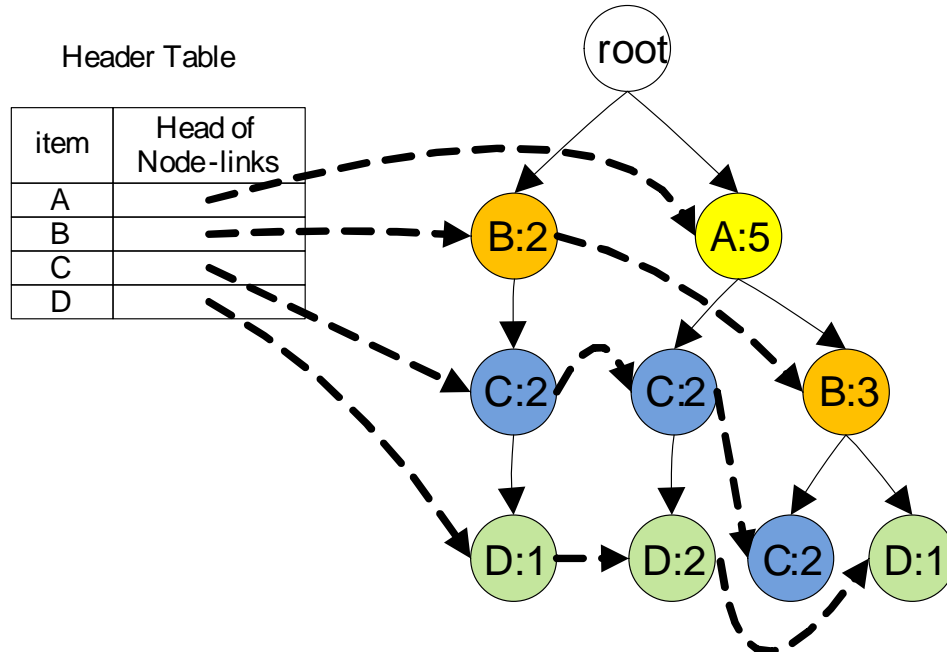 root
Header Table
item
Head of
Node-links
A
B
C
D
B:2
A:5
C:2
C:2
B:3
D:1
D:2
C:2
D:1